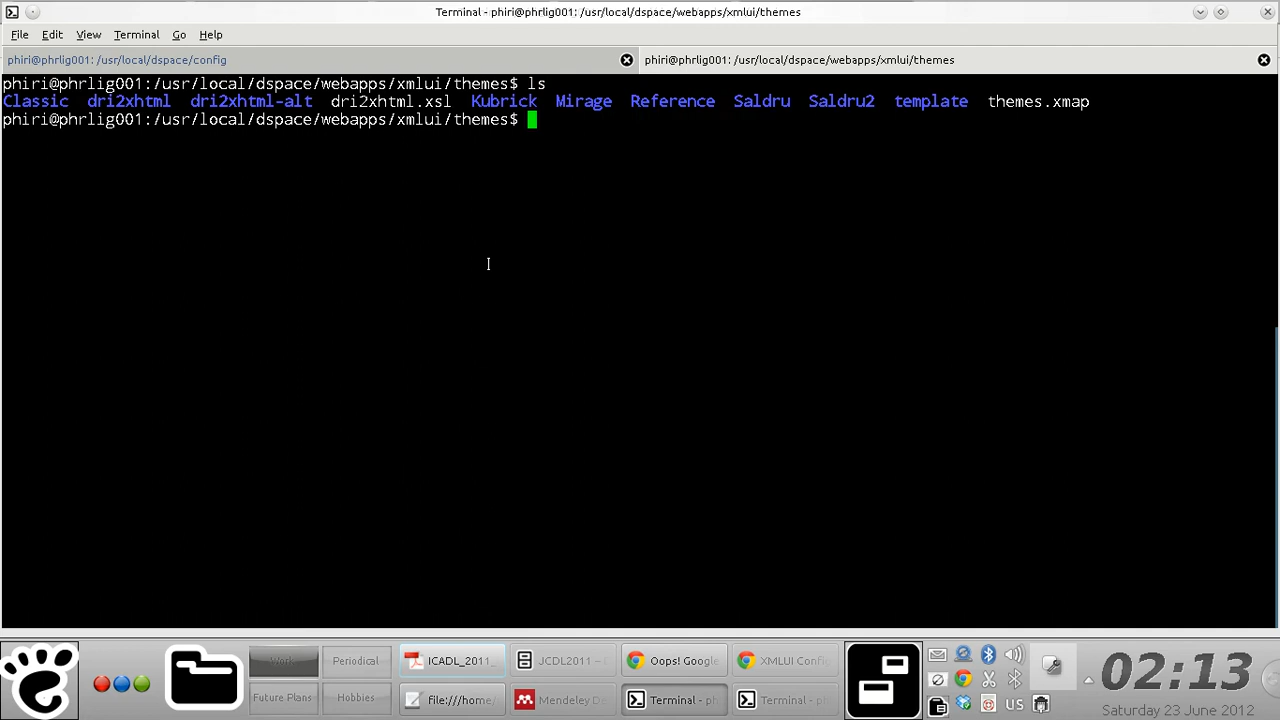 Terminal - phiri@phrlig001: /usr/local/dspace/webapps/xmlui/themes
File Edit View Terminal Go Help
phiri@phrlig001: /usr/local/dspace/config
phiri@phrlig001: /usr/local/dspace/webapps/xmlui/themes
phiri@phrlig001:/usr/local/dspace/webapps/xmlui/themes$ ls
Classic dri2xhtml dri2xhtml-alt dri2xhtml.xsl Kubrick Mirage Reference Saldru Saldru2 template themes.xmap
phiri@phrlig001:/usr/local/dspace/webapps/xmlui/themes$
Work Periodical ICADL_2011... JCDL2011 – Oops! Google XMLUI Confi
Future Plans Hobbies file:///home/ Mendeley De Terminal - ph Terminal - ph
US
02:13
Saturday 23 June 2012